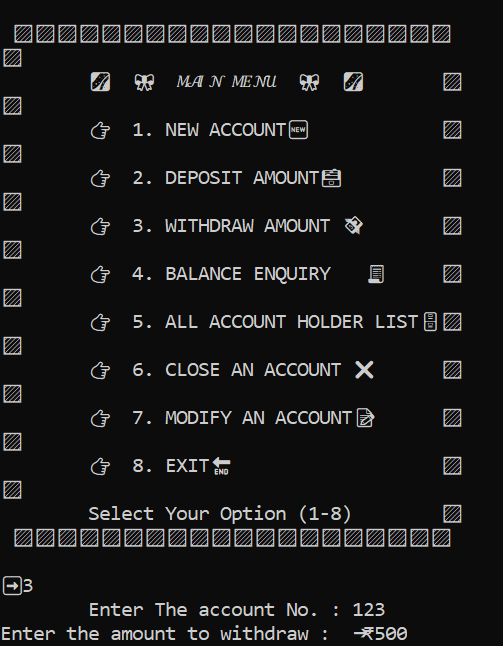 MAIN MENU
1. NEW ACCOUNT NEW
2. DEPOSIT AMOUNT
3. WITHDRAW AMOUNT
4. BALANCE ENQUIRY
5. ALL ACCOUNT HOLDER LIST
6. CLOSE AN ACCOUNT
7. MODIFY AN ACCOUNT
8. EXIT END
Select Your Option (1-8)
3
Enter The account No. : 123
Enter the amount to withdraw : ₹500